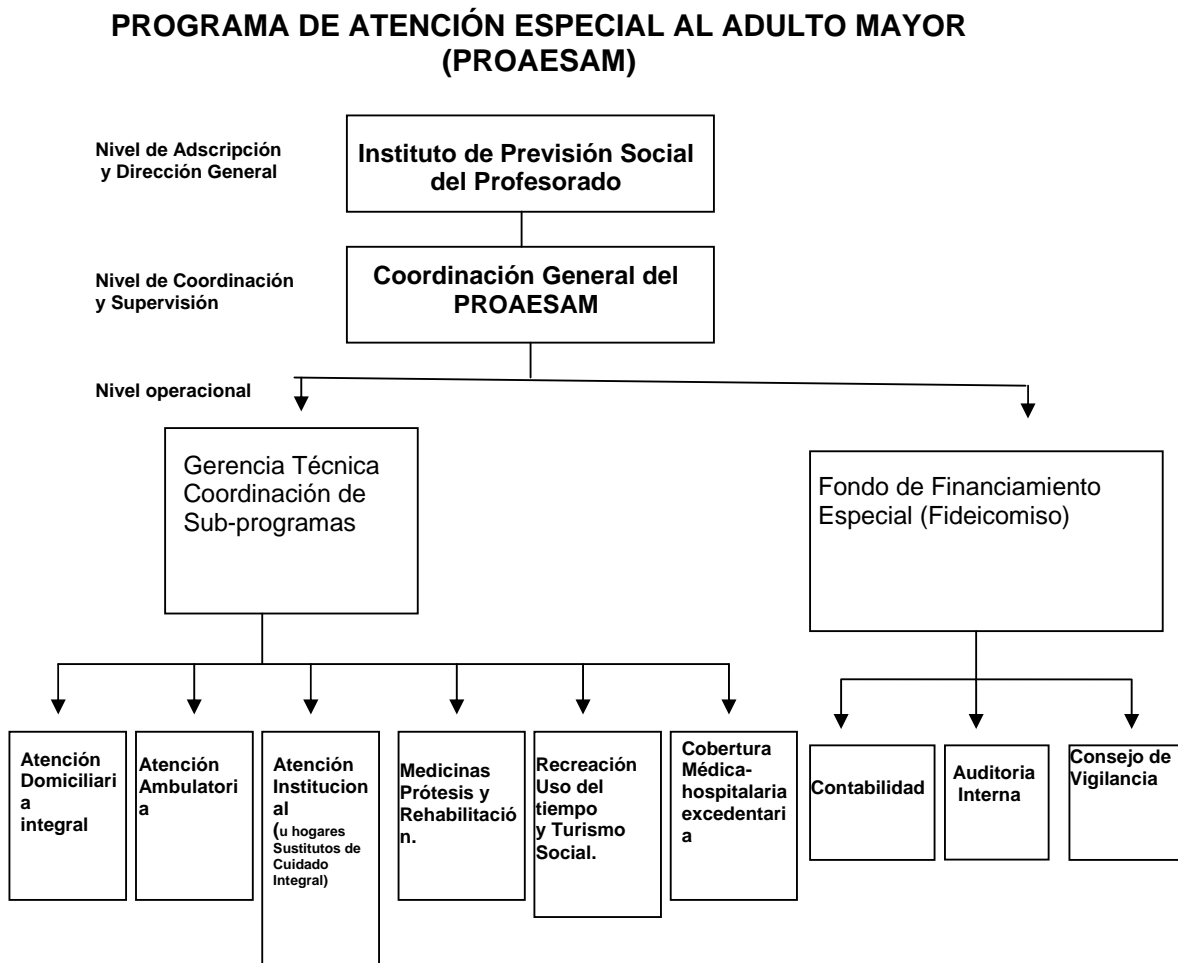 PROGRAMA DE ATENCIÓN ESPECIAL AL ADULTO MAYOR
(PROAESAM)
Nivel de Adscripción
y Dirección General
Instituto de Previsión Social
del Profesorado
Nivel de Coordinación
y Supervisión
Coordinación General del
PROAESAM
Nivel operacional
Gerencia Técnica
Coordinación de
Sub-programas
Fondo de Financiamiento
Especial (Fideicomiso)
Atención
Domiciliari
a
integral
Atención
Ambulatori
a
Atención
Institucion
al
(u hogares
Sustitutos de
Cuidado
Integral)
Medicinas
Prótesis y
Rehabilitació
n.
Recreación
Uso del
tiempo
y Turismo
Social.
Cobertura
Médica-
hospitalaria
excedentari
a
Contabilidad
Auditoria
Interna
Consejo de
Vigilancia